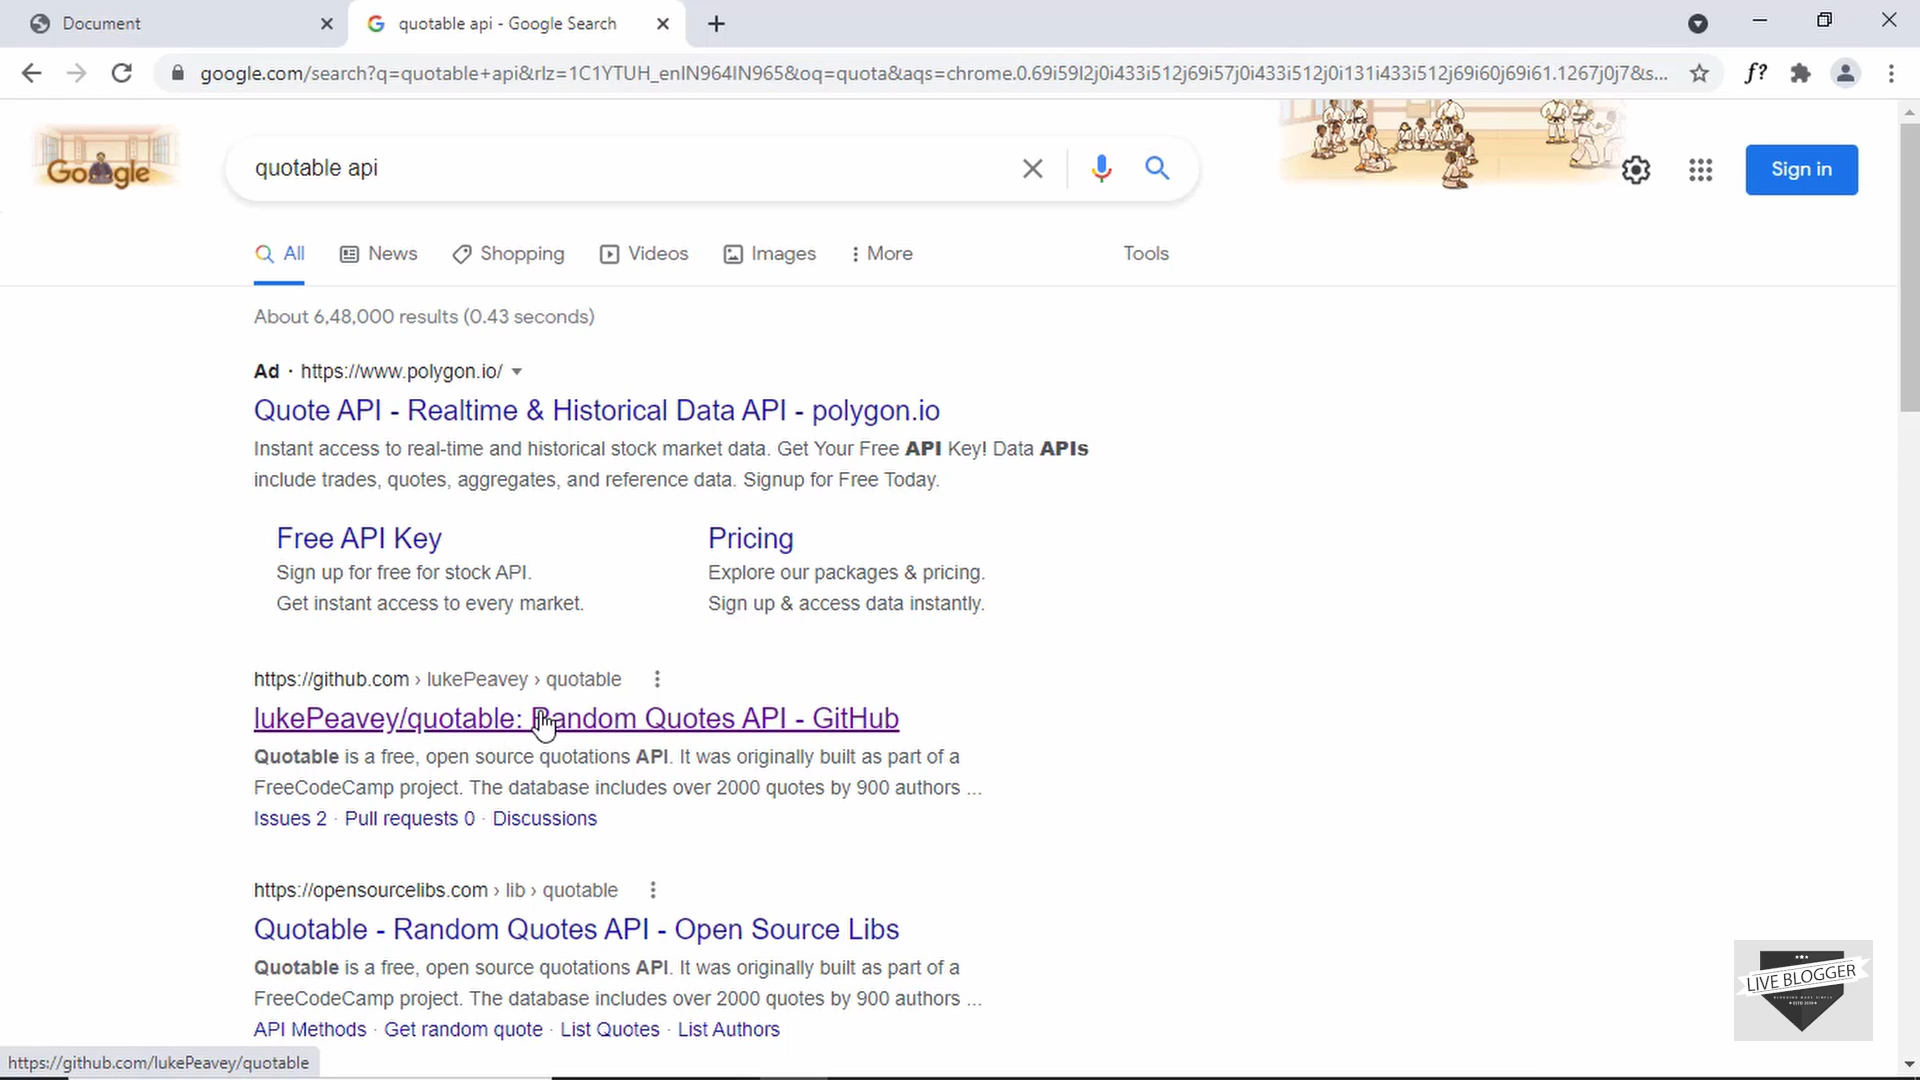 Document
quotable api - Google Search
google.com/search?q=quotable+api&rlz=1C1YTUH_enIN964IN965&oq=quota&aqs=chrome.0.69i59l2j0i433i512j69i57j0i433i512j0i131i433i512j69i60j69i61.1267j0j7&s...
f?
Google
quotable api
Sign in
All
News
Shopping
Videos
Images
More
Tools
About 6,48,000 results (0.43 seconds)
Ad · https://www.polygon.io/
Quote API - Realtime & Historical Data API - polygon.io
Instant access to real-time and historical stock market data. Get Your Free API Key! Data APIs
include trades, quotes, aggregates, and reference data. Signup for Free Today.
Free API Key
Sign up for free for stock API.
Get instant access to every market.
Pricing
Explore our packages & pricing.
Sign up & access data instantly.
https://github.com › lukePeavey › quotable
lukePeavey/quotable: Random Quotes API - GitHub
Quotable is a free, open source quotations API. It was originally built as part of a
FreeCodeCamp project. The database includes over 2000 quotes by 900 authors ...
Issues 2 · Pull requests 0 · Discussions
https://opensourcelibs.com › lib › quotable
Quotable - Random Quotes API - Open Source Libs
Quotable is a free, open source quotations API. It was originally built as part of a
FreeCodeCamp project. The database includes over 2000 quotes by 900 authors ...
API Methods · Get random quote · List Quotes · List Authors
LIVE BLOGGER
https://github.com/lukePeavey/quotable